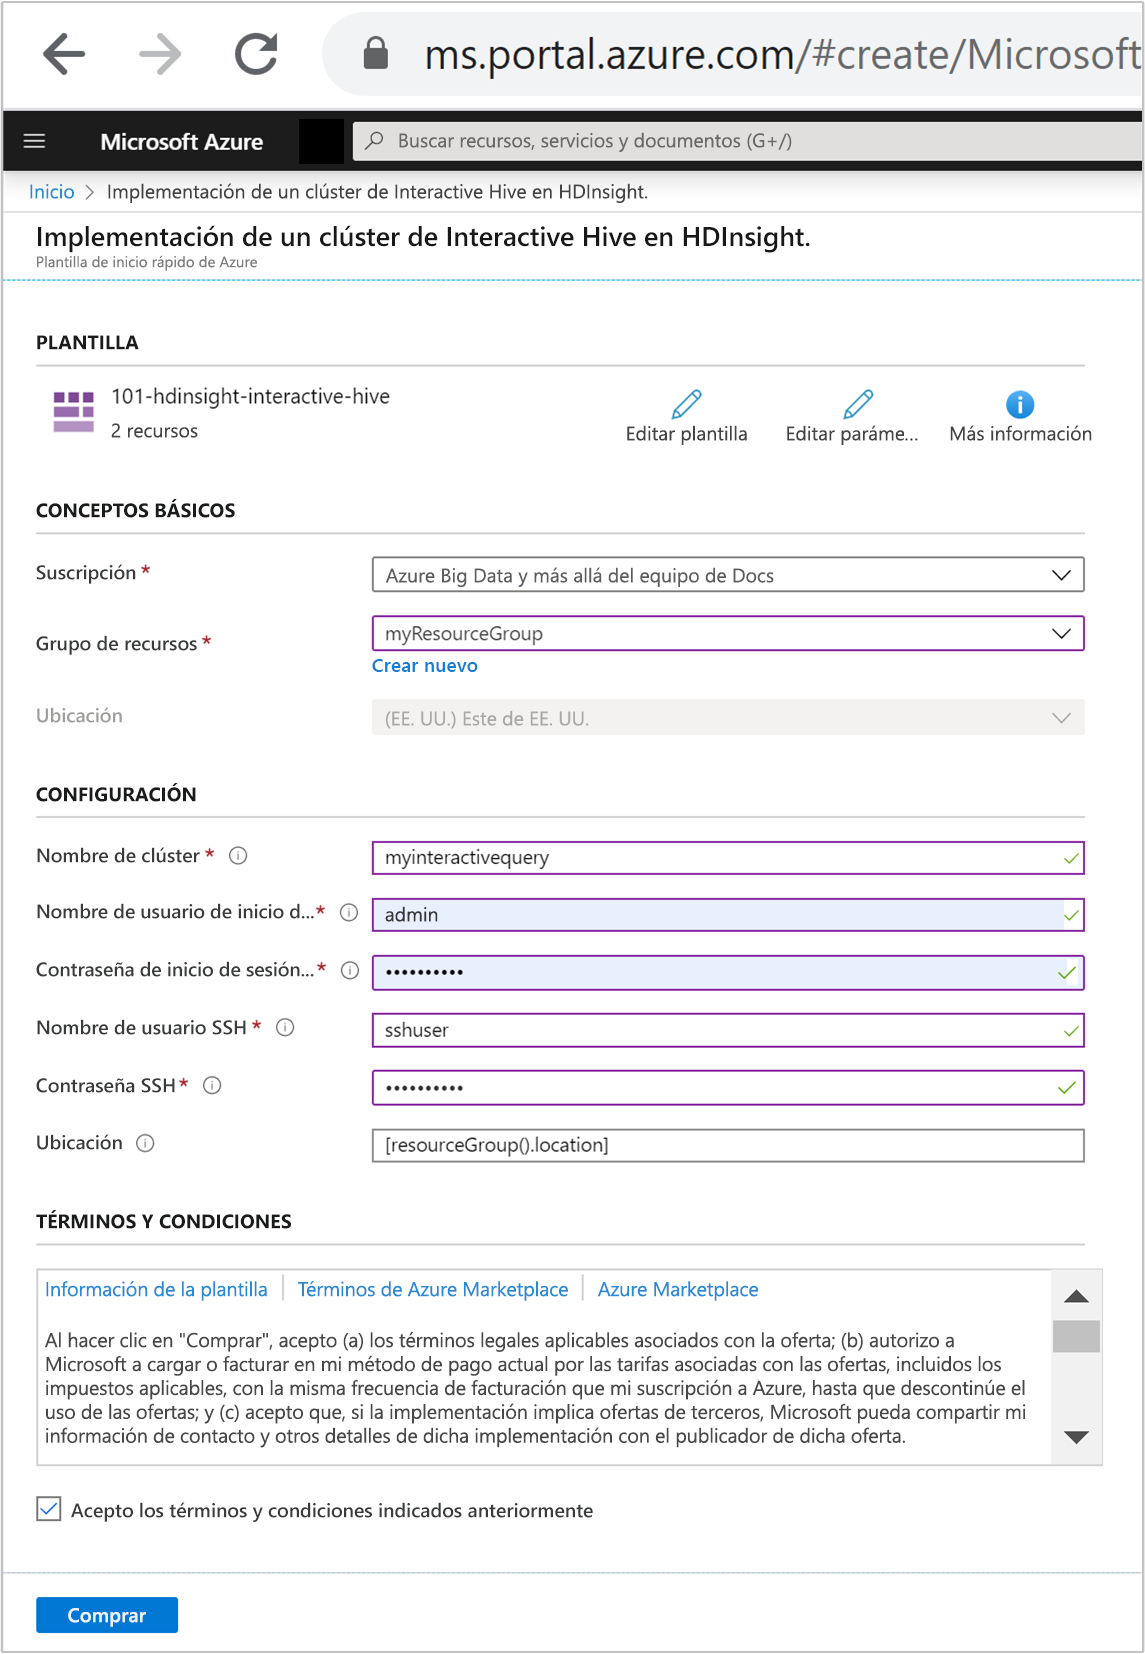 ms.portal.azure.com/#create/Microsoft
Microsoft Azure
Buscar recursos, servicios y documentos (G+/)
Inicio > Implementación de un clúster de Interactive Hive en HDInsight.
Implementación de un clúster de Interactive Hive en HDInsight.
Plantilla de inicio rápido de Azure
PLANTILLA
101-hdinsight-interactive-hive
2 recursos
Editar plantilla
Editar paráme...
Más información
CONCEPTOS BÁSICOS
Suscripción *
Azure Big Data y más allá del equipo de Docs
Grupo de recursos *
myResourceGroup
Crear nuevo
Ubicación
(EE. UU.) Este de EE. UU.
CONFIGURACIÓN
Nombre de clúster *
myinteractivequery
Nombre de usuario de inicio d...*
admin
Contraseña de inicio de sesión...*
••••••••••
Nombre de usuario SSH *
sshuser
Contraseña SSH*
••••••••••
Ubicación
[resourceGroup().location]
TÉRMINOS Y CONDICIONES
Información de la plantilla | Términos de Azure Marketplace | Azure Marketplace
Al hacer clic en "Comprar", acepto (a) los términos legales aplicables asociados con la oferta; (b) autorizo a
Microsoft a cargar o facturar en mi método de pago actual por las tarifas asociadas con las ofertas, incluidos los
impuestos aplicables, con la misma frecuencia de facturación que mi suscripción a Azure, hasta que descontinúe el
uso de las ofertas; y (c) acepto que, si la implementación implica ofertas de terceros, Microsoft pueda compartir mi
información de contacto y otros detalles de dicha implementación con el publicador de dicha oferta.
Acepto los términos y condiciones indicados anteriormente
Comprar